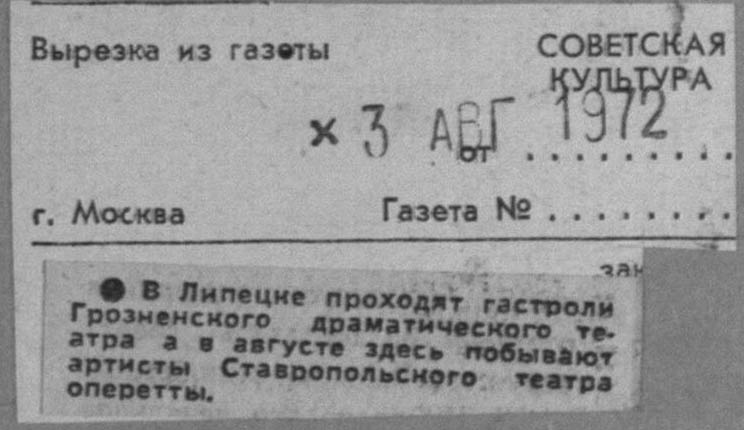 Вырезка из газеты
СОВЕТСКАЯ
КУЛЬТУРА
× 3 АВГ 1972
от . . . . . . . . .
г. Москва
Газета № . . . . . . . .
зак
● В Липецке проходят гастроли
Грозненского драматического те-
атра а в августе здесь побывают
артисты Ставропольского театра
оперетты.